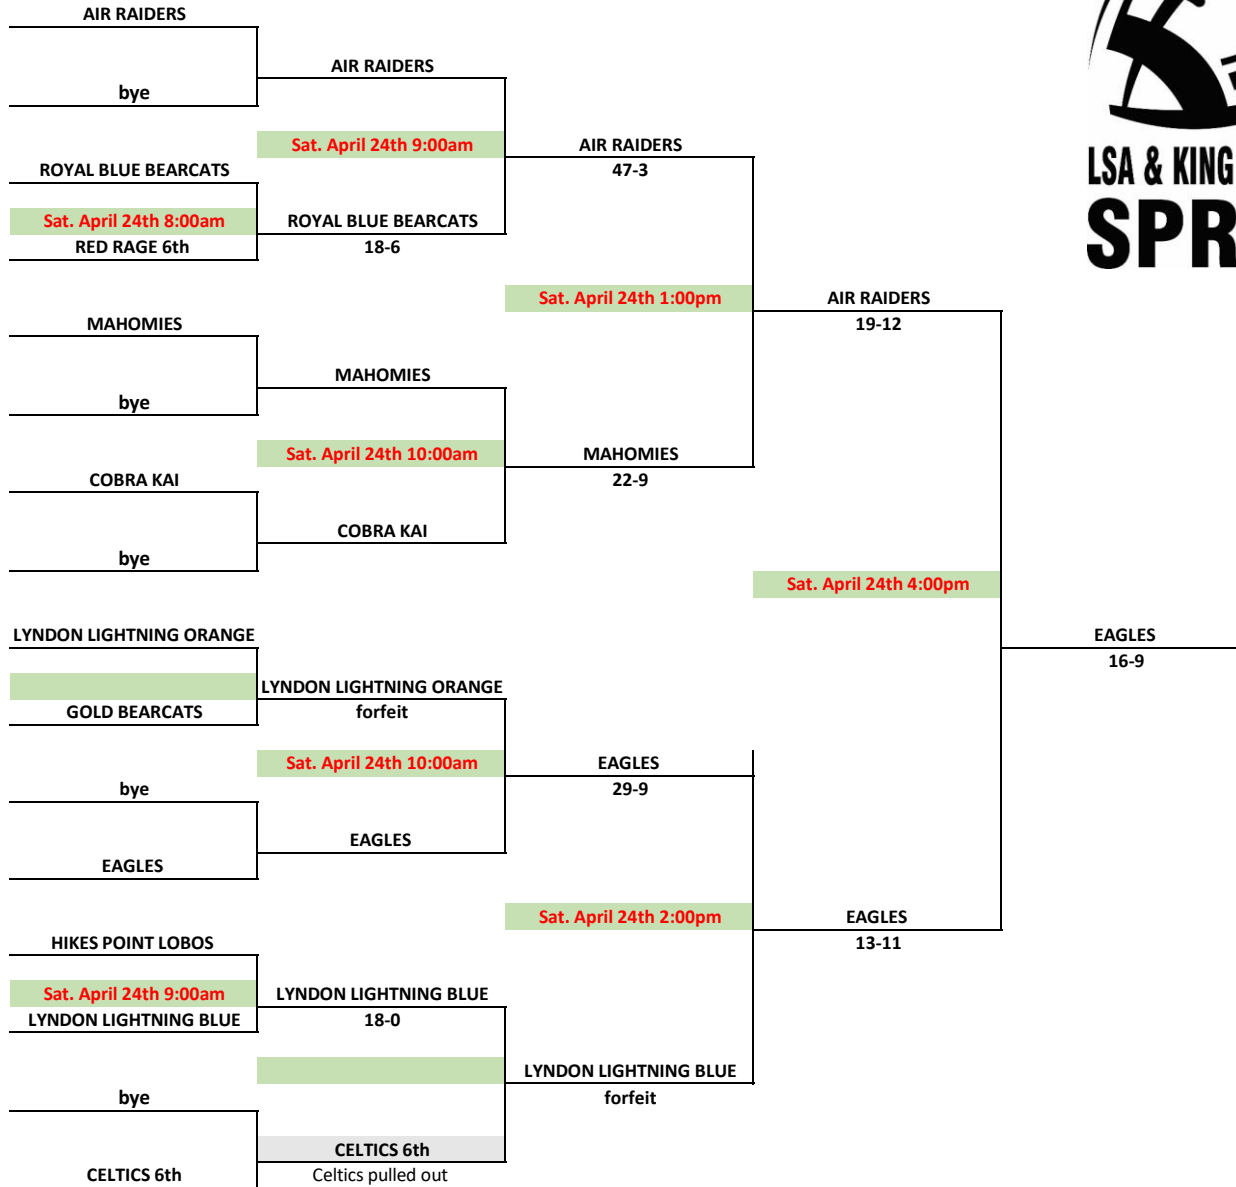 AIR RAIDERS
AIR RAIDERS
bye
Sat. April 24th 9:00am
AIR RAIDERS
ROYAL BLUE BEARCATS
47-3
LSA & KING
Sat. April 24th 8:00am
ROYAL BLUE BEARCATS
SPR
RED RAGE 6th
18-6
Sat. April 24th 1:00pm
AIR RAIDERS
MAHOMIES
19-12
MAHOMIES
bye
Sat. April 24th 10:00am
MAHOMIES
COBRA KAI
22-9
COBRA KAI
bye
Sat. April 24th 4:00pm
LYNDON LIGHTNING ORANGE
EAGLES
16-9
LYNDON LIGHTNING ORANGE
GOLD BEARCATS
forfeit
Sat. April 24th 10:00am
EAGLES
bye
29-9
EAGLES
EAGLES
Sat. April 24th 2:00pm
EAGLES
HIKES POINT LOBOS
13-11
Sat. April 24th 9:00am
LYNDON LIGHTNING BLUE
LYNDON LIGHTNING BLUE
18-0
LYNDON LIGHTNING BLUE
bye
forfeit
CELTICS 6th
CELTICS 6th
Celtics pulled out